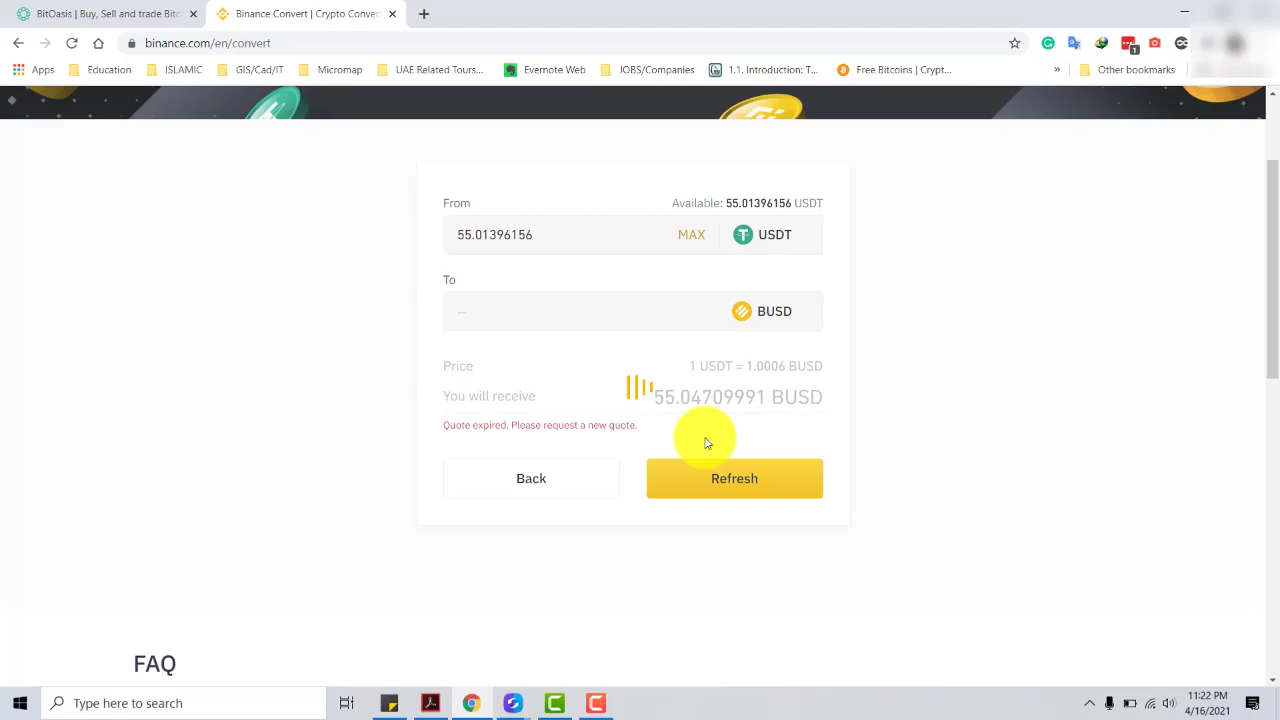 BitOasis | Buy, Sell and trade Bitc
Binance Convert | Crypto Conver
binance.com/en/convert
1
Apps
Education
ISLAMIC
GIS/Cad/IT
Micromap
UAE Related Tours...
Evernote Web
JOBS/Companies
1.1. Introduction: T...
Free Bitcoins | Crypt...
»
Other bookmarks
From
Available: 55.01396156 USDT
55.01396156
MAX
USDT
To
—
BUSD
Price
1 USDT = 1.0006 BUSD
You will receive
55.04709991 BUSD
Quote expired. Please request a new quote.
Back
Refresh
FAQ
Type here to search
11:22 PM
4/16/2021